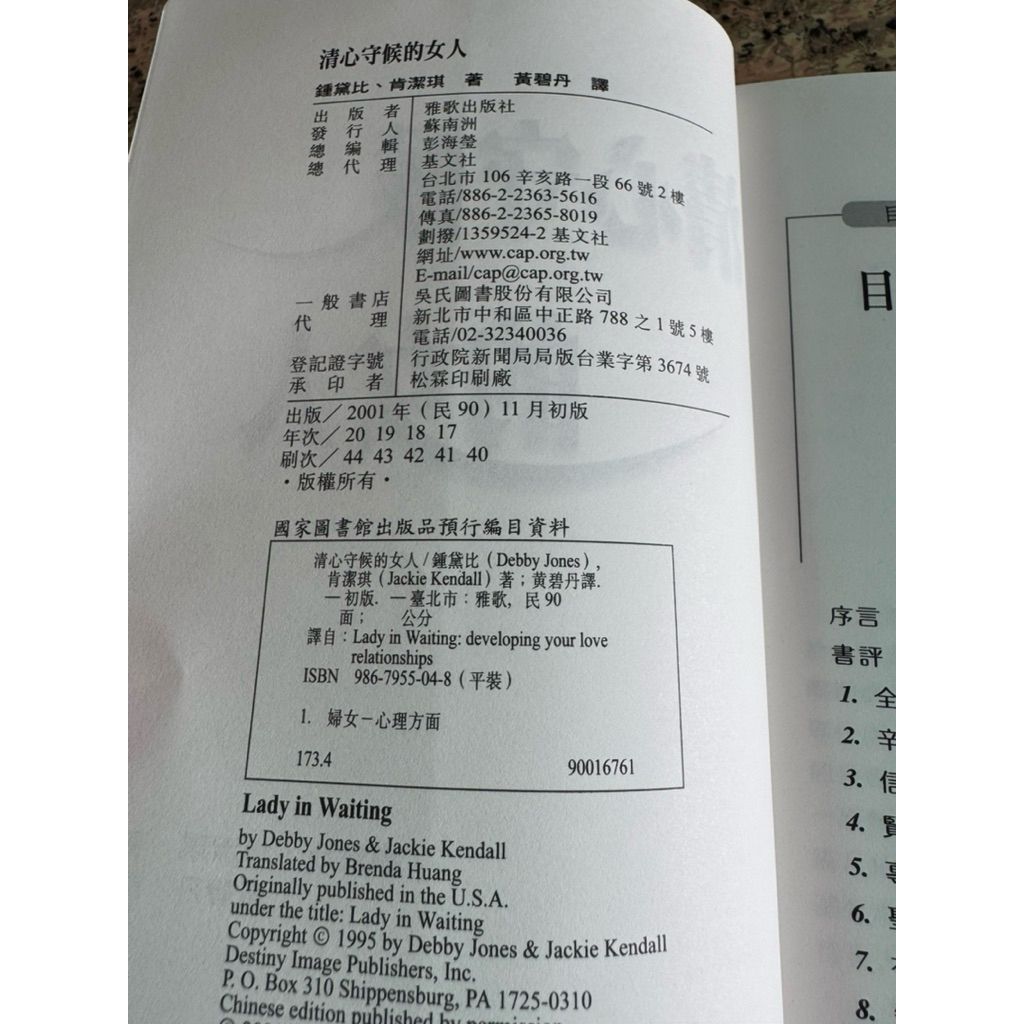 清心守候的女人
鍾黛比、肯潔琪 著 黃碧丹 譯
出版者 雅歌出版社
發行人 蘇南洲
總編輯 彭海瑩
總代理 基文社
台北市 106 辛亥路一段 66 號 2 樓
電話/886-2-2363-5616
傳真/886-2-2365-8019
劃撥/1359524-2 基文社
網址/www.cap.org.tw
E-mail/cap@cap.org.tw
一般書店 吳氏圖書股份有限公司
代理 新北市中和區中正路 788 之 1 號 5 樓
電話/02-32340036
登記證字號 行政院新聞局局版台業字第 3674 號
承印者 松霖印刷廠
出版／2001 年（民 90）11 月初版
年次／20 19 18 17
刷次／44 43 42 41 40
・版權所有・
國家圖書館出版品預行編目資料
清心守候的女人 / 鍾黛比 (Debby Jones) ,
肯潔琪 (Jackie Kendall) 著；黃碧丹譯.
—初版. —臺北市：雅歌, 民 90
面； 公分
譯自：Lady in Waiting: developing your love
relationships
ISBN 986-7955-04-8 (平裝)
1. 婦女－心理方面
173.4 90016761
Lady in Waiting
by Debby Jones & Jackie Kendall
Translated by Brenda Huang
Originally published in the U.S.A.
under the title: Lady in Waiting
Copyright © 1995 by Debby Jones & Jackie Kendall
Destiny Image Publishers, Inc.
P. O. Box 310 Shippensburg, PA 1725-0310
Chinese edition published by permission
目
序言
書評
1. 全
2. 辛
3. 信
4. 賢
5. 專
6. 聖
7.
8.